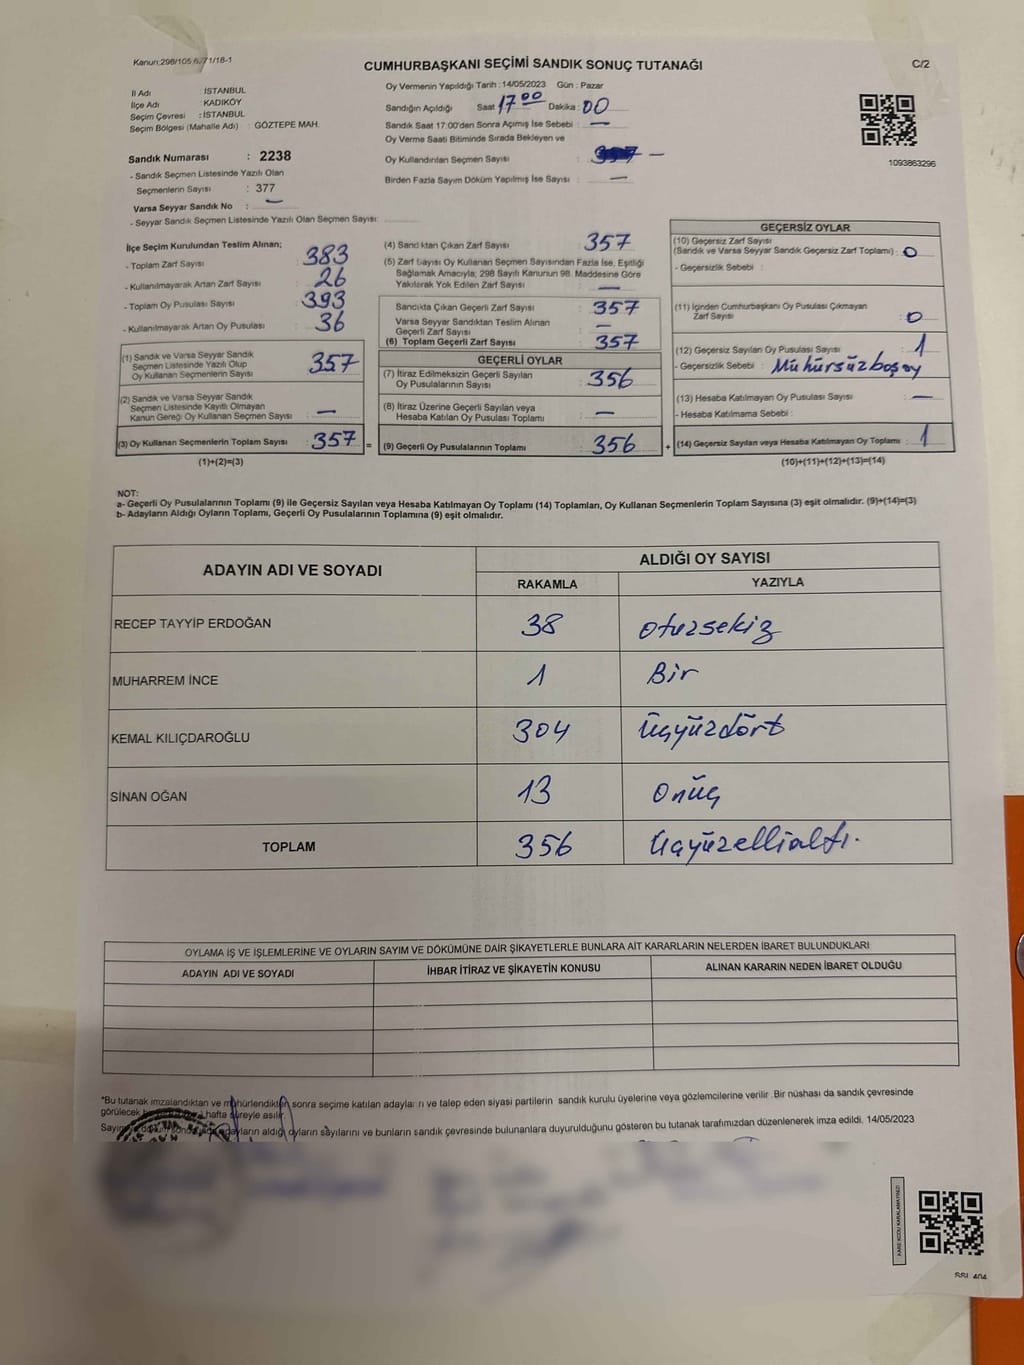 Kanun:298/105,6,/71/18-1
CUMHURBAŞKANI SEÇİMİ SANDIK SONUÇ TUTANAĞI
C/2
İl Adı : İSTANBUL
İlçe Adı : KADIKÖY
Seçim Çevresi : İSTANBUL
Seçim Bölgesi (Mahalle Adı) : GÖZTEPE MAH.
Oy Vermenin Yapıldığı Tarih :14/05/2023 Gün : Pazar
Sandığın Açıldığı Saat 17⁰⁰ Dakika : 00
Sandık Saat 17:00'den Sonra Açımış İse Sebebi : —
Oy Verme Saati Bitiminde Sırada Bekleyen ve
Oy Kullandırılan Seçmen Sayısı : —
Birden Fazla Sayım Döküm Yapılmış İse Sayısı : —
1093863296
Sandık Numarası : 2238
- Sandık Seçmen Listesinde Yazılı Olan
Seçmenlerin Sayısı : 377
Varsa Seyyar Sandık No : —
- Seyyar Sandık Seçmen Listesinde Yazılı Olan Seçmen Sayısı:
İlçe Seçim Kurulundan Teslim Alınan;
- Toplam Zarf Sayısı : 383
- Kullanılmayarak Artan Zarf Sayısı : 26
- Toplam Oy Pusulası Sayısı : 393
- Kullanılmayarak Artan Oy Pusulası : 36
(1) Sandık ve Varsa Seyyar Sandık
Seçmen Listesinde Yazılı Olup
Oy Kullanan Seçmenlerin Sayısı : 357
(2) Sandık ve Varsa Seyyar Sandık
Seçmen Listesinde Kayıtlı Olmayan
Kanun Gereği Oy Kullanan Seçmen Sayısı : —
(3) Oy Kullanan Seçmenlerin Toplam Sayısı : 357 =
(1)+(2)=(3)
(4) Sandıktan Çıkan Zarf Sayısı : 357
(5) Zarf Sayısı Oy Kullanan Seçmen Sayısından Fazla İse, Eşitliği
Sağlamak Amacıyla; 298 Sayılı Kanunun 98. Maddesine Göre
Yakılarak Yok Edilen Zarf Sayısı : —
Sandıkta Çıkan Geçerli Zarf Sayısı : 357
Varsa Seyyar Sandıktan Teslim Alınan
Geçerli Zarf Sayısı : —
(6) Toplam Geçerli Zarf Sayısı : 357
GEÇERLİ OYLAR
(7) İtiraz Edilmeksizin Geçerli Sayılan
Oy Pusulalarının Sayısı : 356
(8) İtiraz Üzerine Geçerli Sayılan veya
Hesaba Katılan Oy Pusulası Toplamı : —
(9) Geçerli Oy Pusulalarının Toplamı : 356 +
GEÇERSİZ OYLAR
(10) Geçersiz Zarf Sayısı
(Sandık ve Varsa Seyyar Sandık Geçersiz Zarf Toplamı) : 0
- Geçersizlik Sebebi :
(11) İçinden Cumhurbaşkanı Oy Pusulası Çıkmayan
Zarf Sayısı : 0
(12) Geçersiz Sayılan Oy Pusulası Sayısı : 1
- Geçersizlik Sebebi : Mühürsüz boş oy
(13) Hesaba Katılmayan Oy Pusulası Sayısı : —
- Hesaba Katılmama Sebebi :
(14) Geçersiz Sayılan veya Hesaba Katılmayan Oy Toplamı : 1
(10)+(11)+(12)+(13)=(14)
NOT:
a- Geçerli Oy Pusulalarının Toplamı (9) ile Geçersiz Sayılan veya Hesaba Katılmayan Oy Toplamı (14) Toplamları, Oy Kullanan Seçmenlerin Toplam Sayısına (3) eşit olmalıdır. (9)+(14)=(3)
b- Adayların Aldığı Oyların Toplamı, Geçerli Oy Pusulalarının Toplamına (9) eşit olmalıdır.
ADAYIN ADI VE SOYADI
ALDIĞI OY SAYISI
RAKAMLA YAZIYLA
RECEP TAYYİP ERDOĞAN 38 otuzsekiz
MUHARREM İNCE 1 Bir
KEMAL KILIÇDAROĞLU 304 Üçyüzdört
SİNAN OĞAN 13 onüç
TOPLAM 356 Üçyüzellialtı.
OYLAMA İŞ VE İŞLEMLERİNE VE OYLARIN SAYIM VE DÖKÜMÜNE DAİR ŞİKAYETLERLE BUNLARA AİT KARARLARIN NELERDEN İBARET BULUNDUKLARI
ADAYIN ADI VE SOYADI İHBAR İTİRAZ VE ŞİKAYETİN KONUSU ALINAN KARARIN NEDEN İBARET OLDUĞU
*Bu tutanak imzalandıktan ve mühürlendikten sonra seçime katılan adayları ve talep eden siyasi partilerin sandık kurulu üyelerine veya gözlemcilerine verilir. Bir nüshası da sandık çevresinde
görülecek hafta süreyle asılır.
adayların aldığı oyların sayılarını ve bunların sandık çevresinde bulunanlara duyurulduğunu gösteren bu tutanak tarafımızdan düzenlenerek imza edildi. 14/05/2023